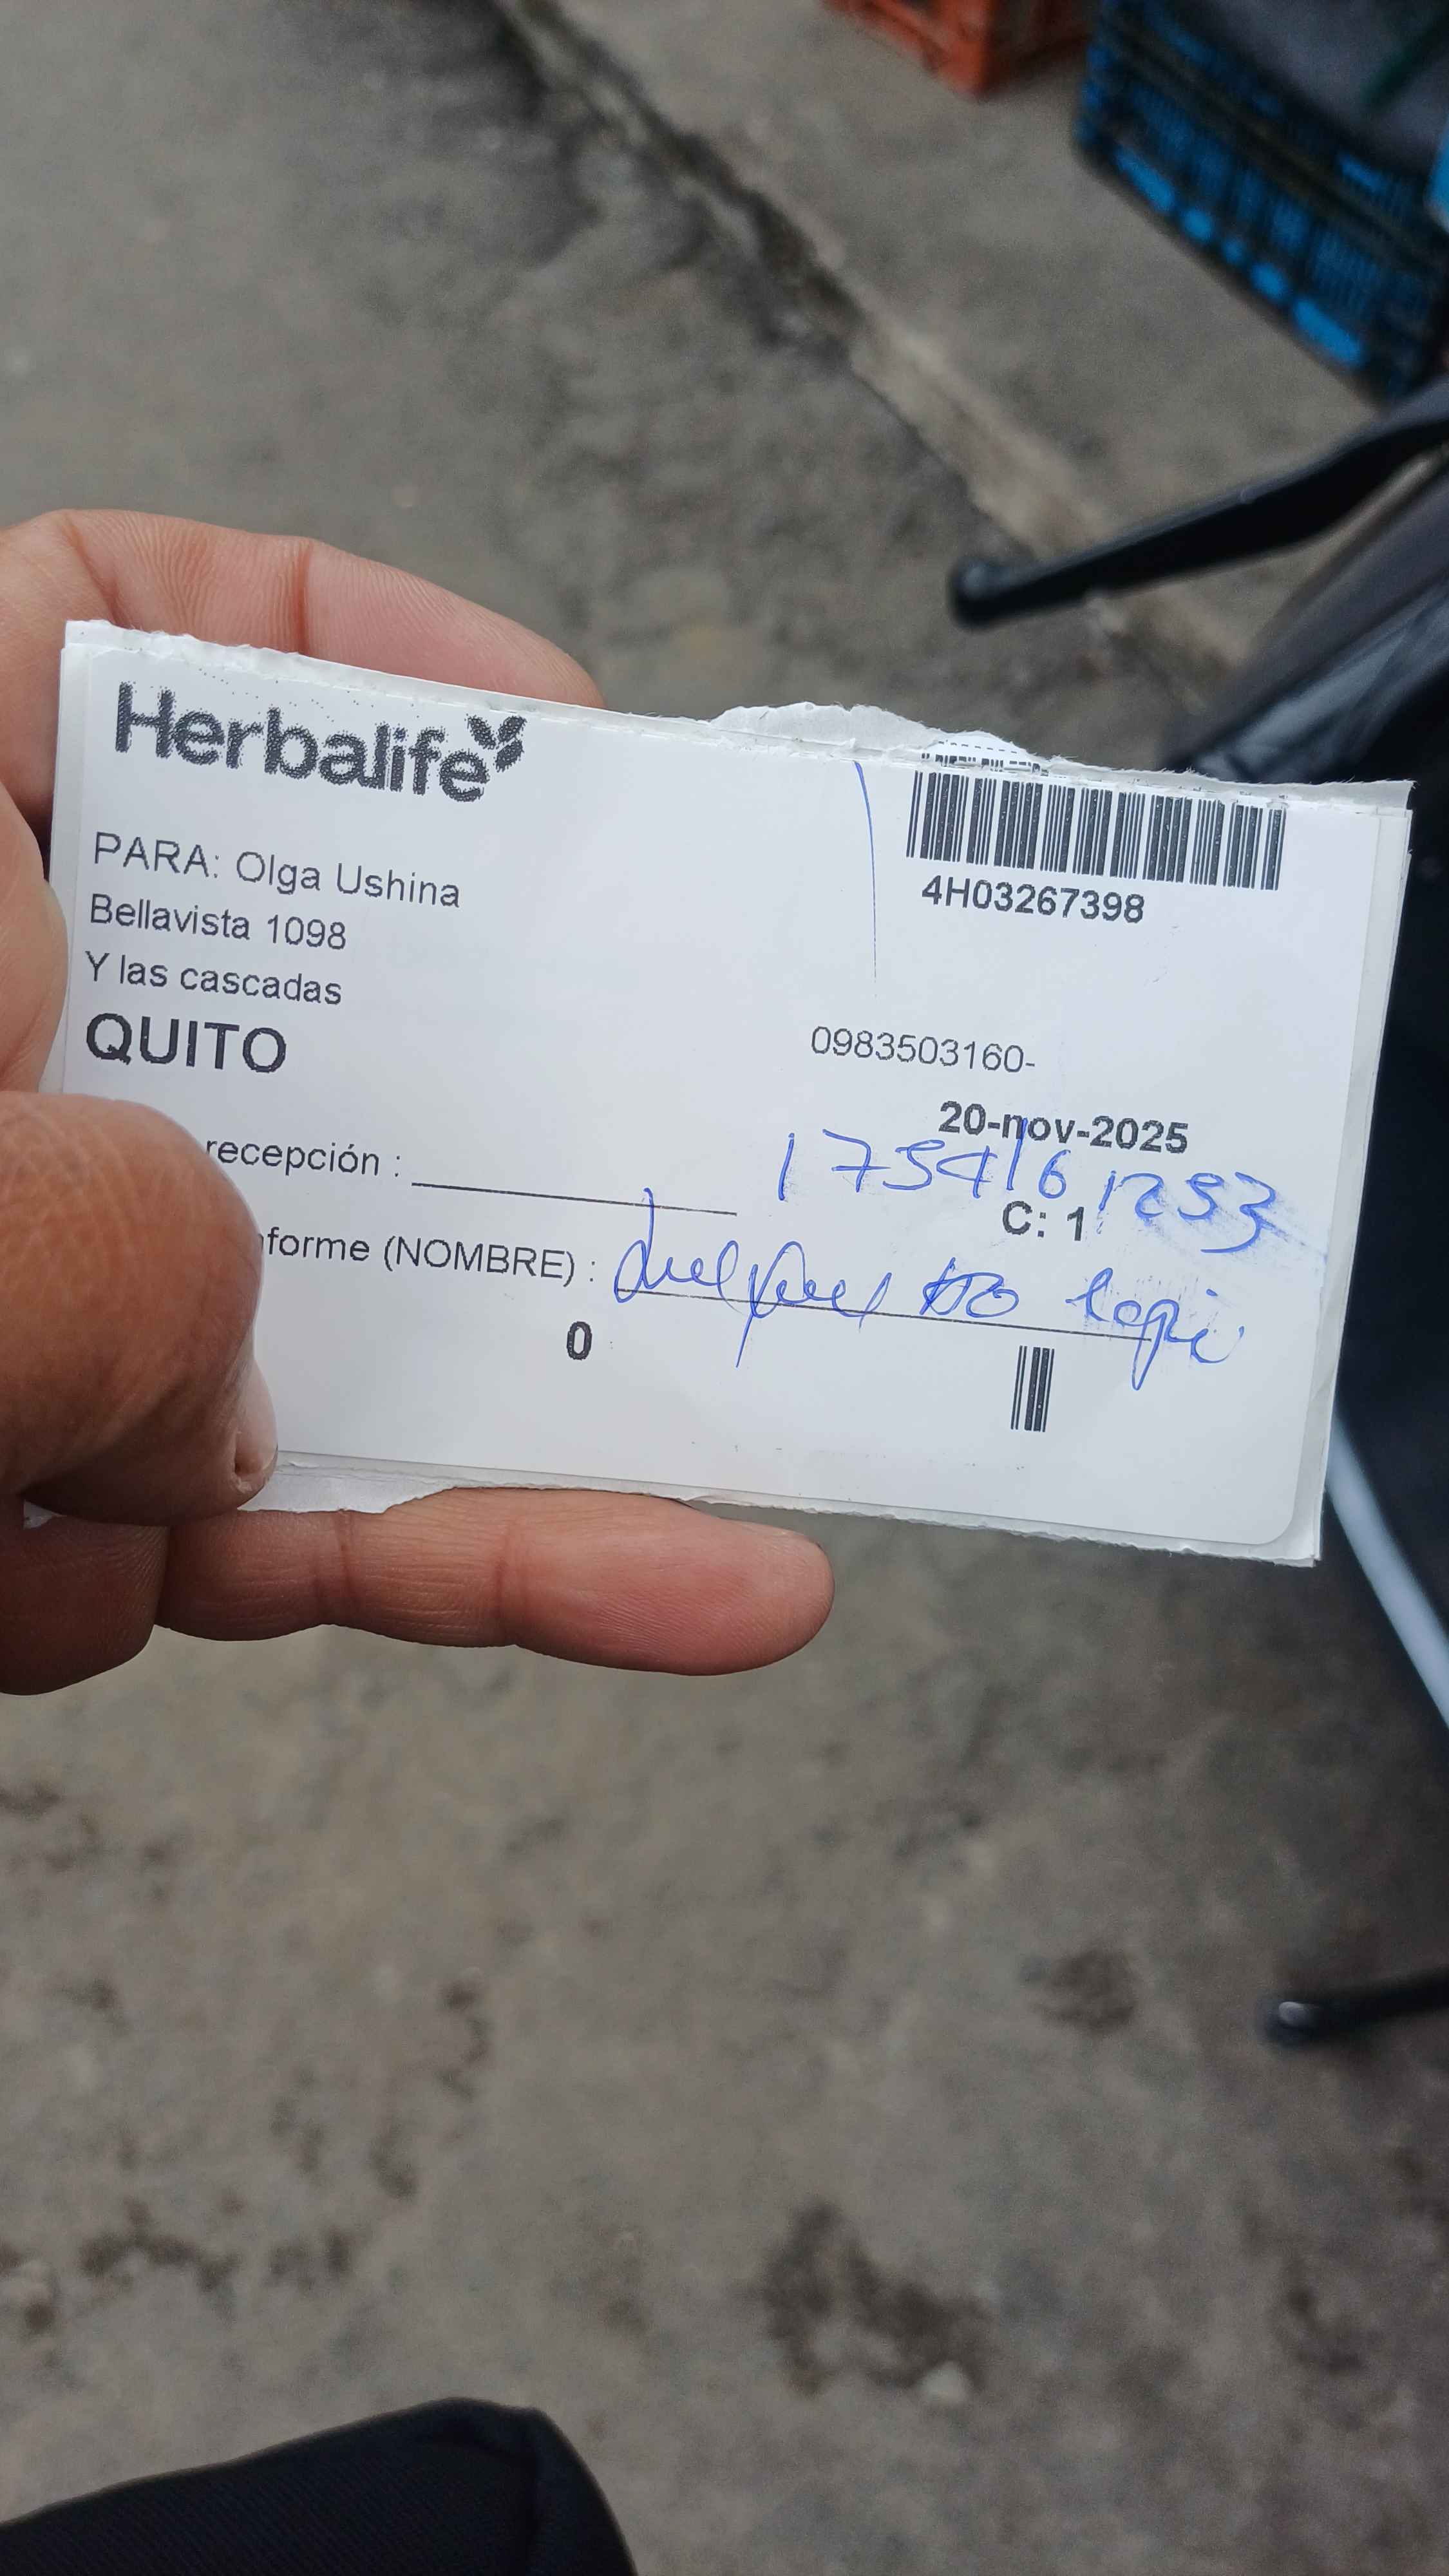 Herbalife
4H03267398
PARA: Olga Ushina
Bellavista 1098
Y las cascadas
QUITO
0983503160-
20-nov-2025
recepción :
1754161253
C: 1
forme (NOMBRE) :
0